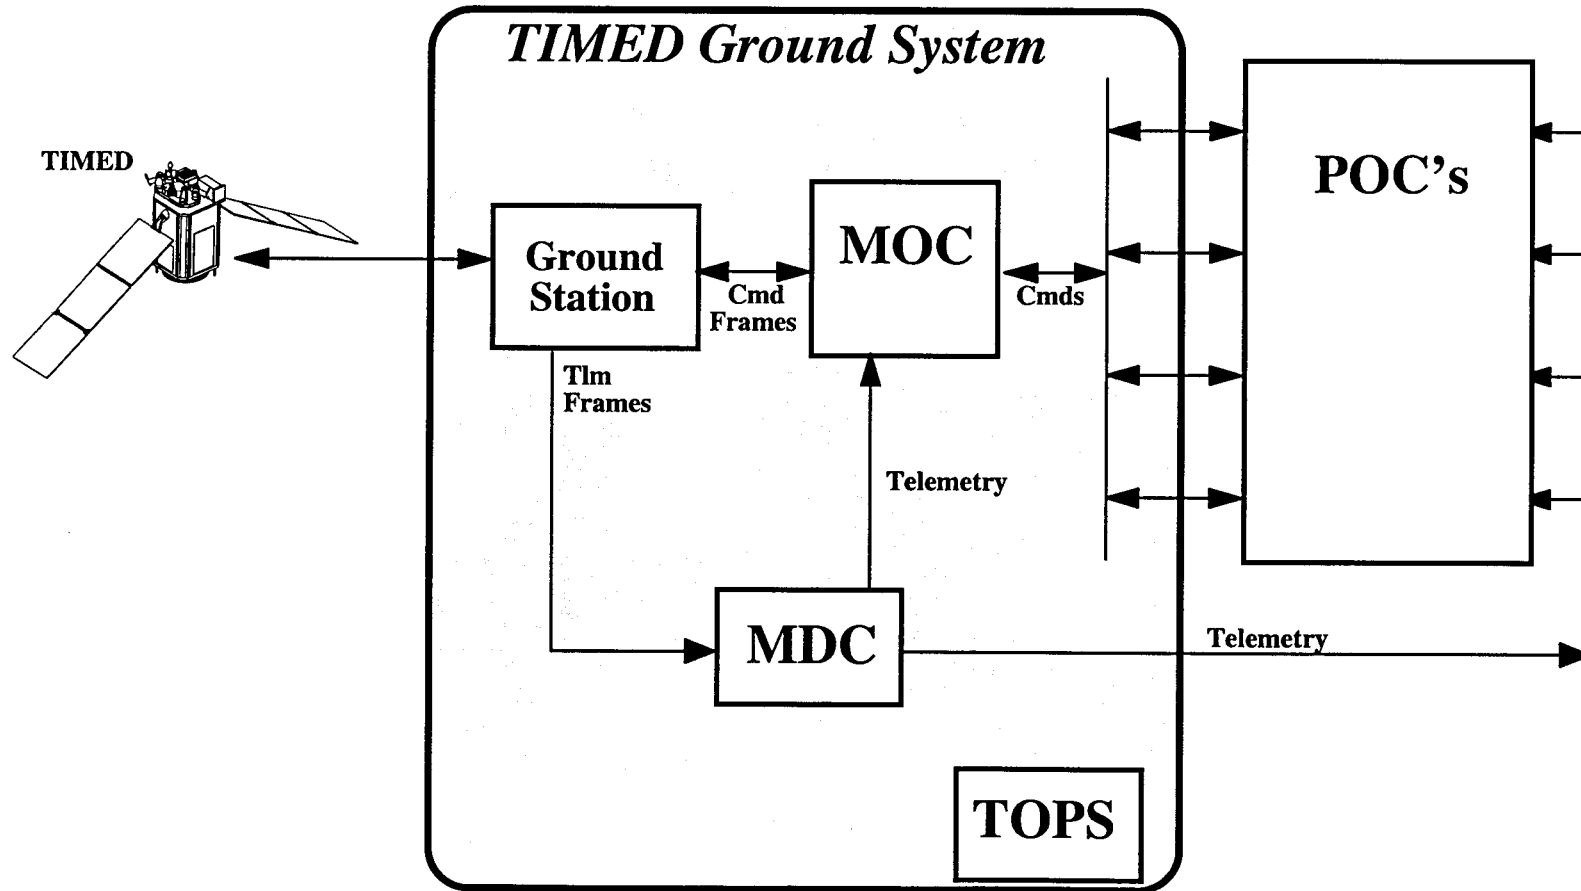 TIMED Ground System
TIMED
Ground
Station
Cmd
Frames
MOC
Cmds
POC's
Tlm
Frames
Telemetry
MDC
Telemetry
TOPS